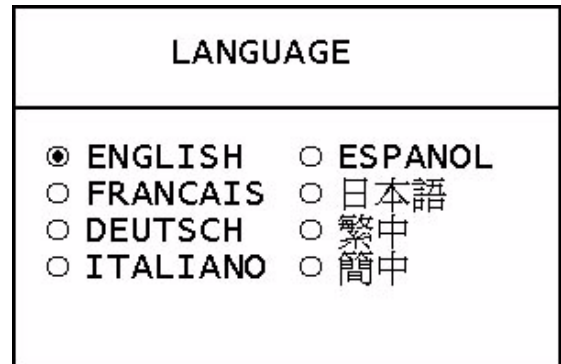 LANGUAGE
ENGLISH ESPANOL
FRANCAIS 日本語
DEUTSCH 繁中
ITALIANO 簡中